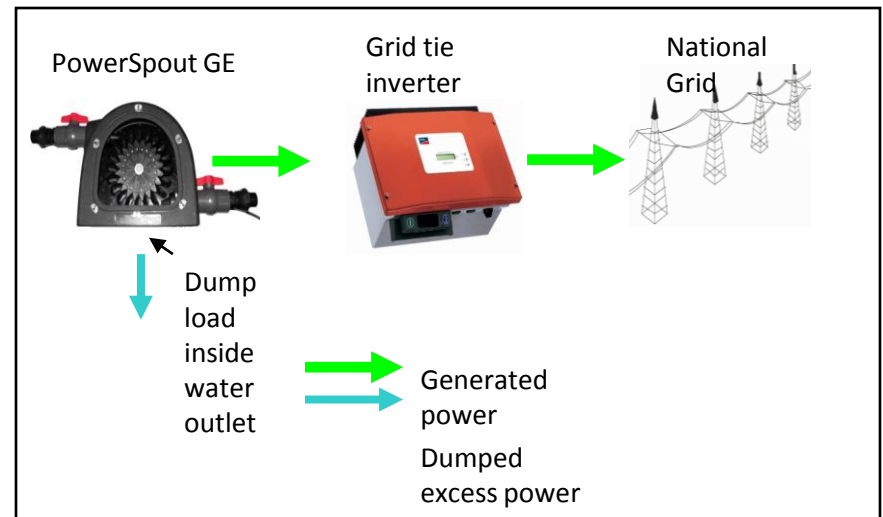 PowerSpout GE
Grid tie
inverter
National
Grid
Dump
load
inside
water
outlet
Generated
power
Dumped
excess power